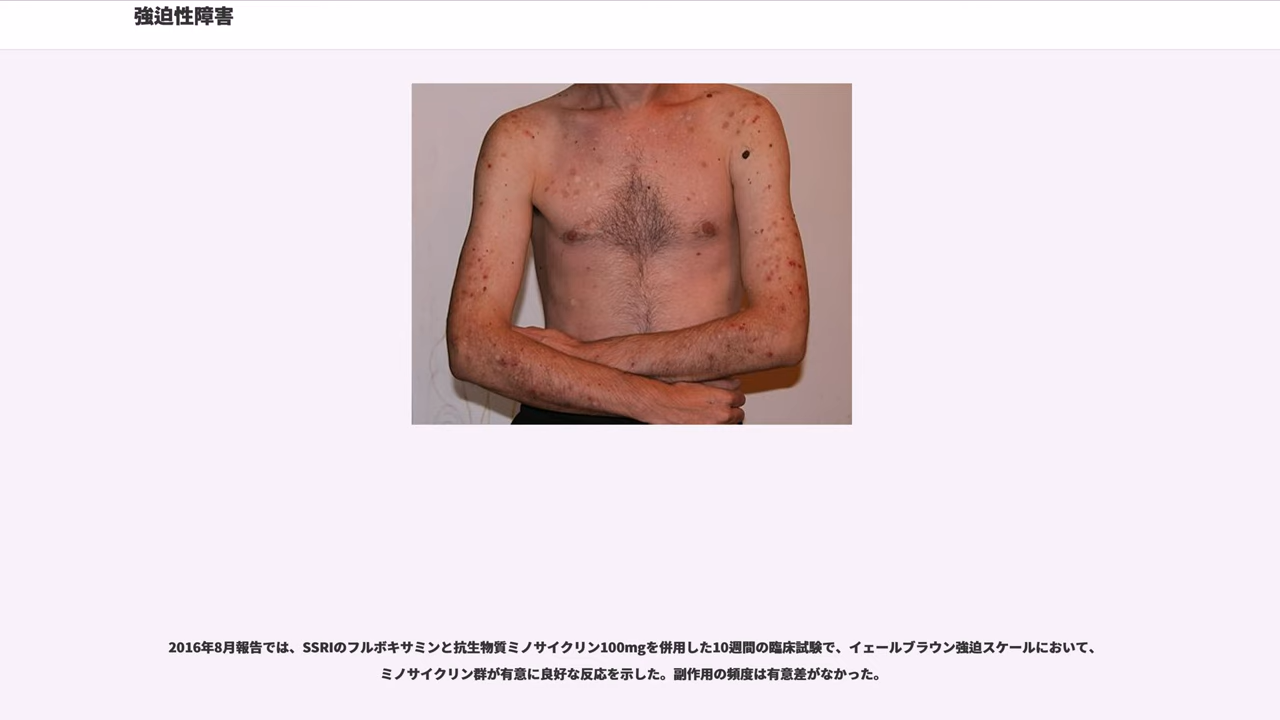 強迫性障害
2016年8月報告では、SSRIのフルボキサミンと抗生物質ミノサイクリン100mgを併用した10週間の臨床試験で、イェールブラウン強迫スケールにおいて、
ミノサイクリン群が有意に良好な反応を示した。副作用の頻度は有意差がなかった。